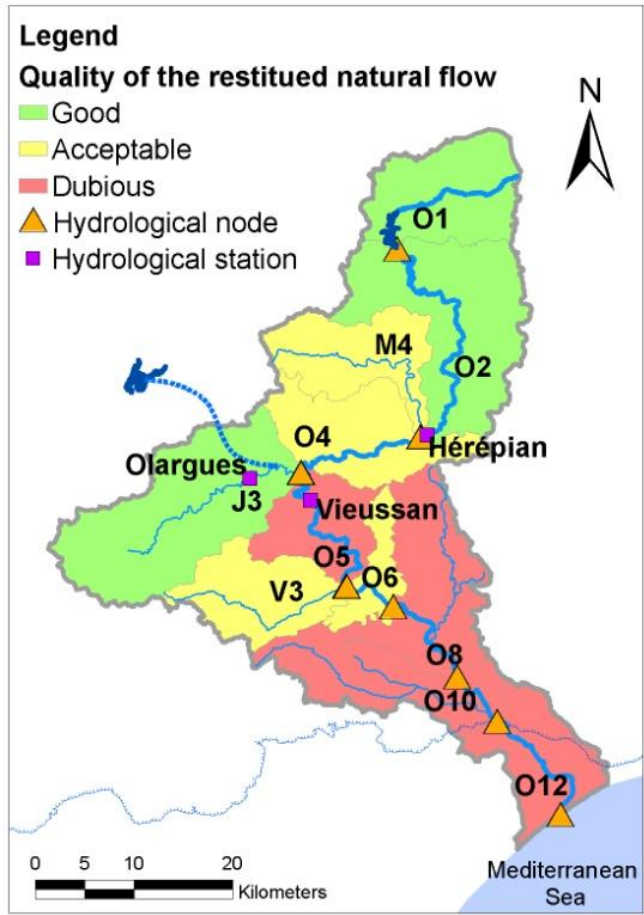 Legend
Quality of the restitued natural flow
Good
Acceptable
Dubious
Hydrological node
Hydrological station
N
O1
M4
O2
O4
Hérépian
Olargues
J3
Vieussan
O5
O6
V3
O8
O10
O12
0 5 10 20
Kilometers
Mediterranean
Sea